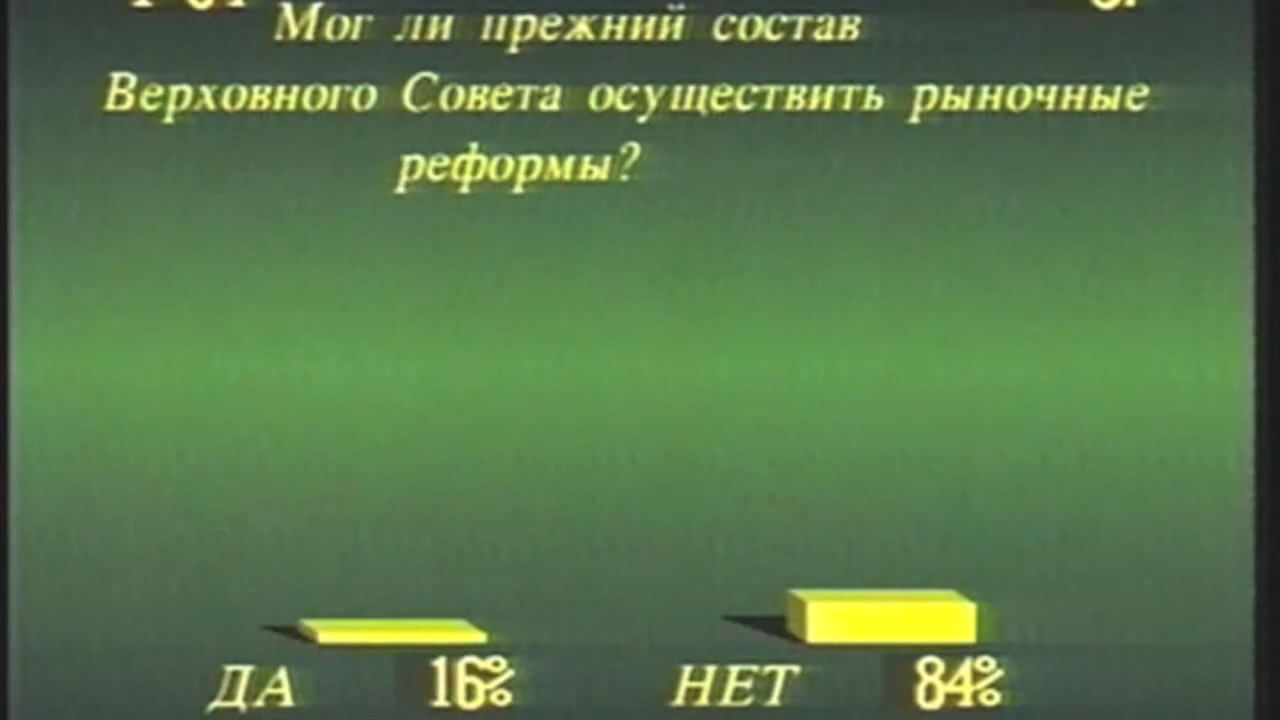 Мог ли прежний состав
Верховного Совета осуществить рыночные
реформы?
ДА 16% НЕТ 84%